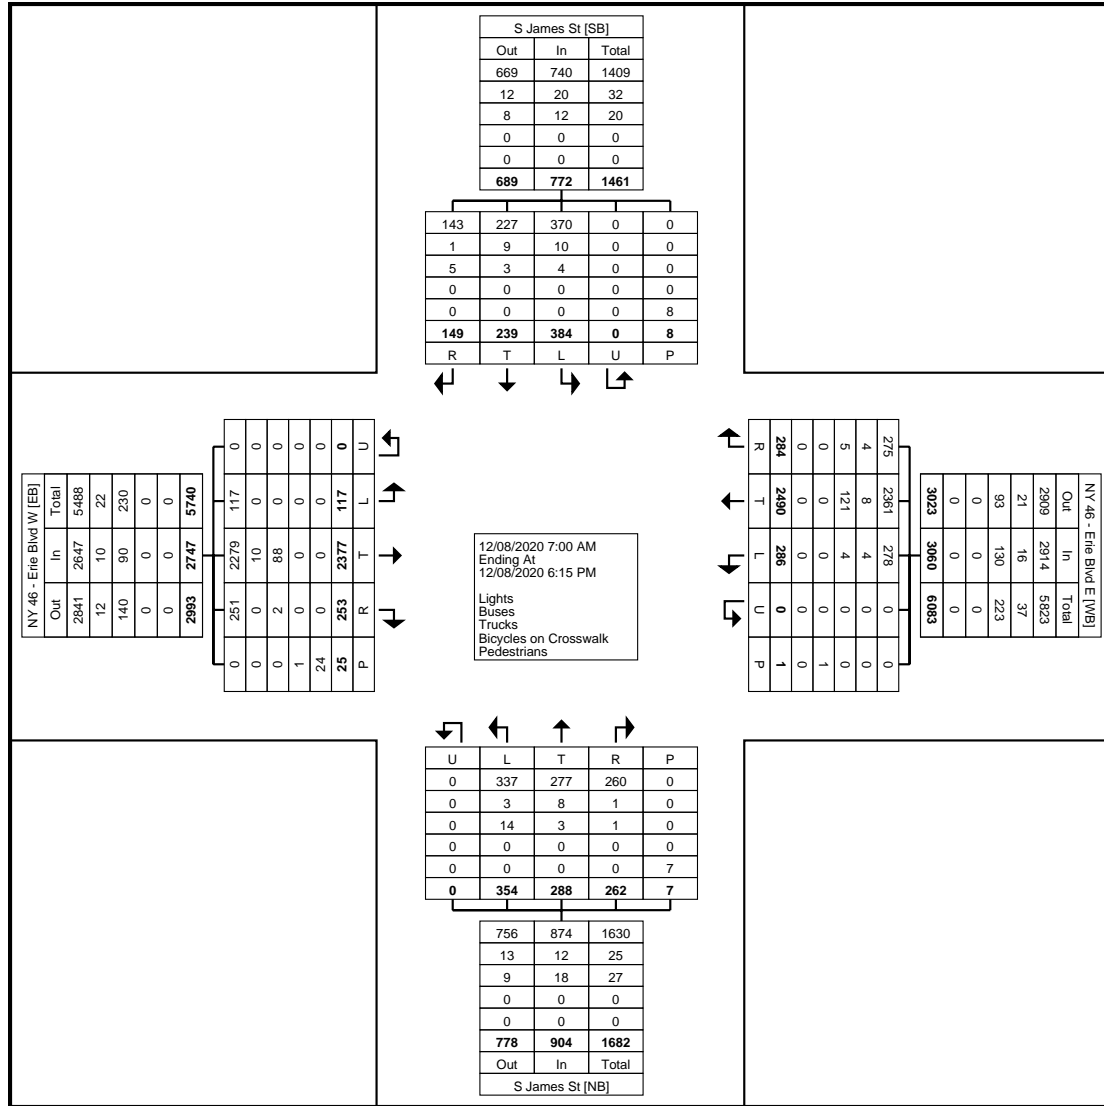 S James St [SB]
Out In Total
669 740 1409
12 20 32
8 12 20
0 0 0
0 0 0
689 772 1461
143 227 370 0 0
1 9 10 0 0
5 3 4 0 0
0 0 0 0 0
0 0 0 0 8
149 239 384 0 8
R T L U P
NY 46 - Erie Blvd W [EB]
Total 5488 22 230 0 0 5740
In 2647 10 90 0 0 2747
Out 2841 12 140 0 0 2993
0 0 0 0 0 0 U
117 0 0 0 0 117 L
2279 10 88 0 0 2377 T
251 0 2 0 0 253 R
0 0 0 1 24 25 P
12/08/2020 7:00 AM
Ending At
12/08/2020 6:15 PM
Lights
Buses
Trucks
Bicycles on Crosswalk
Pedestrians
R 284 0 0 5 4 275
T 2490 0 0 121 8 2361
L 286 0 0 4 4 278
U 0 0 0 0 0 0
P 1 0 1 0 0 0
NY 46 - Erie Blvd E [WB]
3023 0 0 93 21 2909 Out
3060 0 0 130 16 2914 In
6083 0 0 223 37 5823 Total
U L T R P
0 337 277 260 0
0 3 8 1 0
0 14 3 1 0
0 0 0 0 0
0 0 0 0 7
0 354 288 262 7
756 874 1630
13 12 25
9 18 27
0 0 0
0 0 0
778 904 1682
Out In Total
S James St [NB]